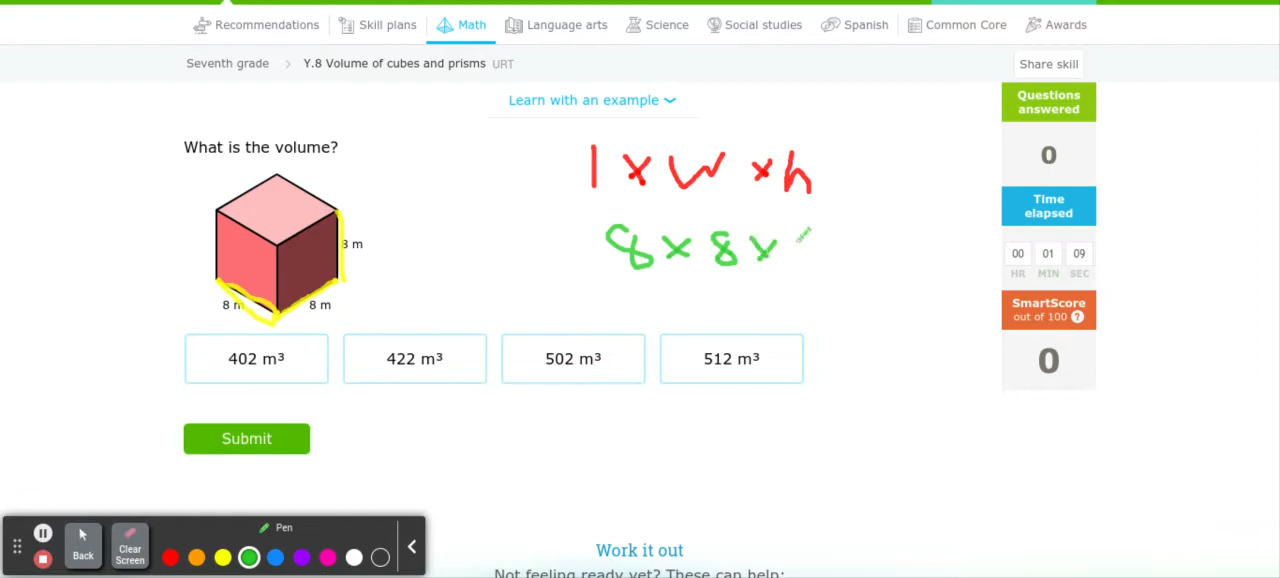 Recommendations Skill plans Math Language arts Science Social studies Spanish Common Core Awards
Seventh grade > Y.8 Volume of cubes and prisms URT
Share skill
Learn with an example
Questions answered
0
Time elapsed
00 01 09
HR MIN SEC
SmartScore
out of 100 ?
0
What is the volume?
l x w x h
8 x 8 x
8 m
8 m
8 m
402 m³ 422 m³ 502 m³ 512 m³
Submit
Work it out
Not feeling ready yet? These can help:
Back
Clear Screen
Pen